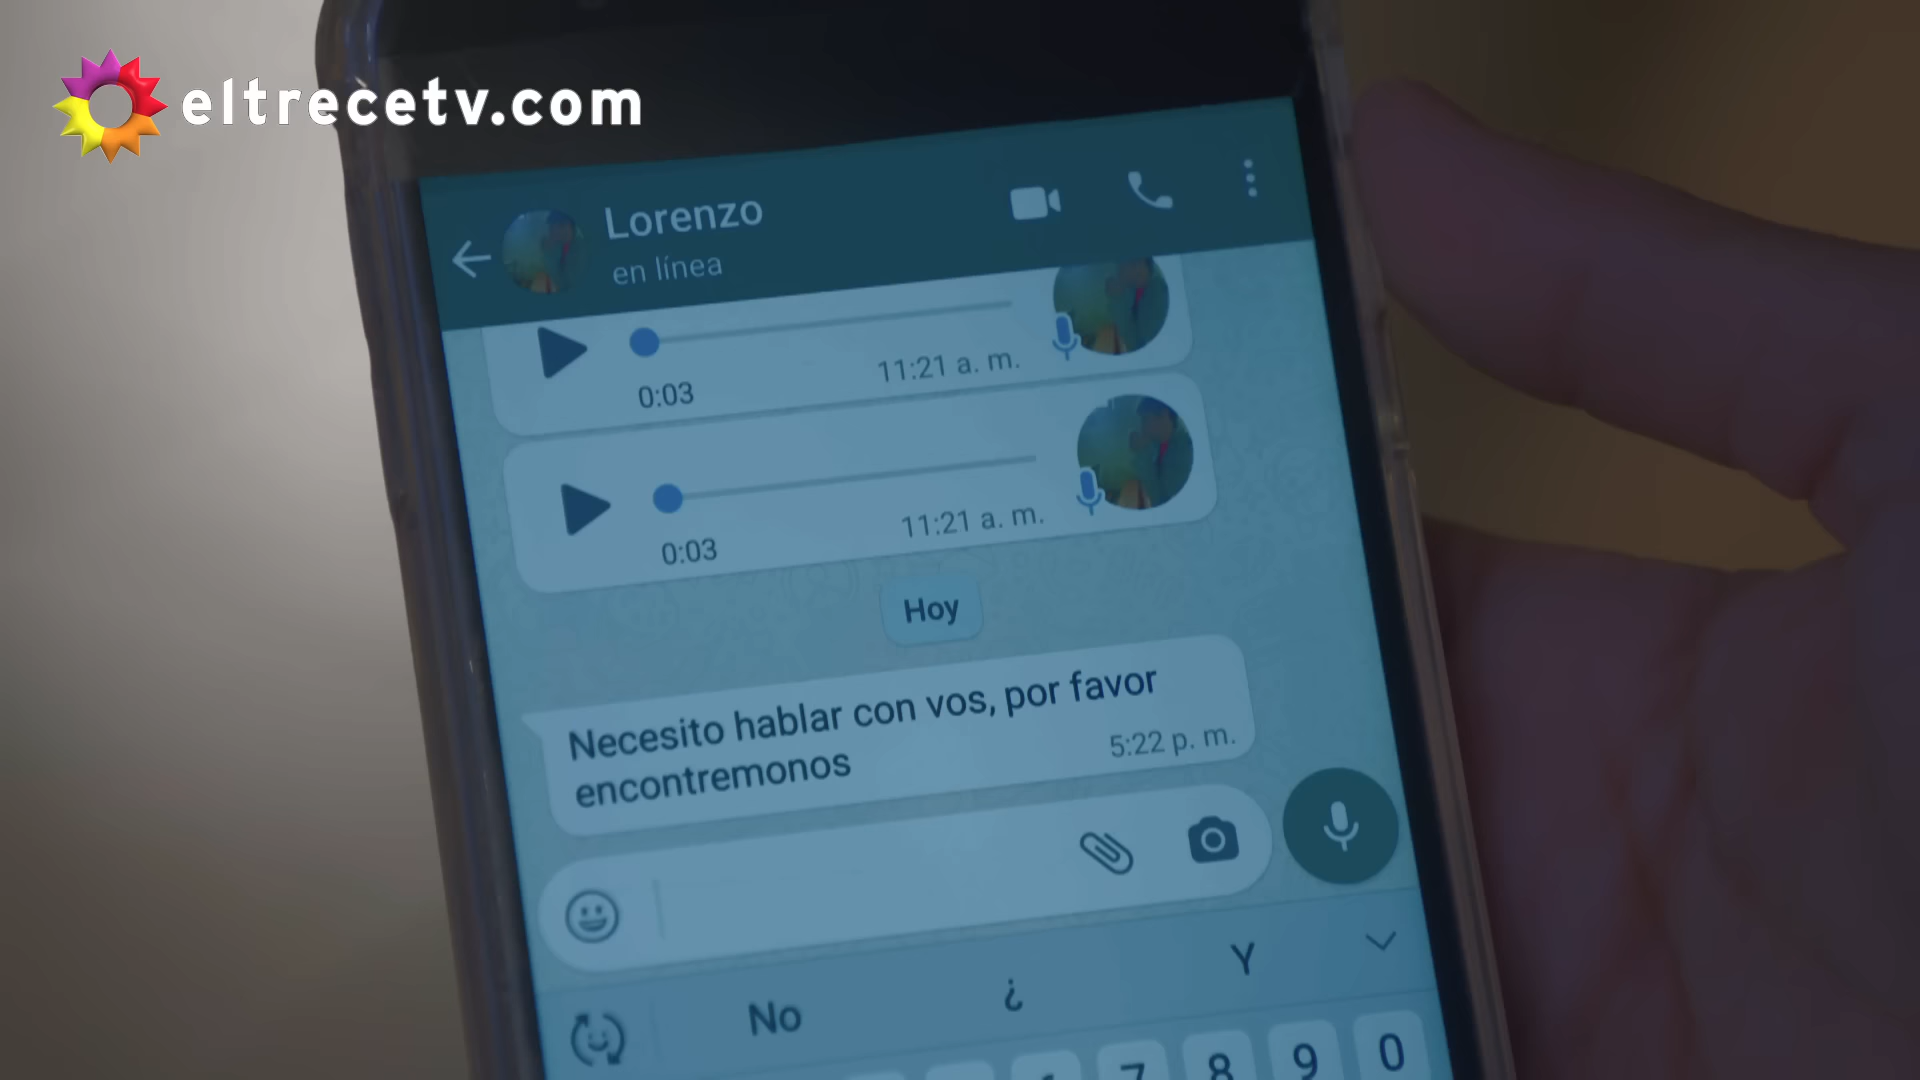 eltrecetv.com
Lorenzo
en línea
0:03
11:21 a. m.
0:03
11:21 a. m.
Hoy
Necesito hablar con vos, por favor
encontremonos
5:22 p. m.
No
¿
Y
7 8 9 0